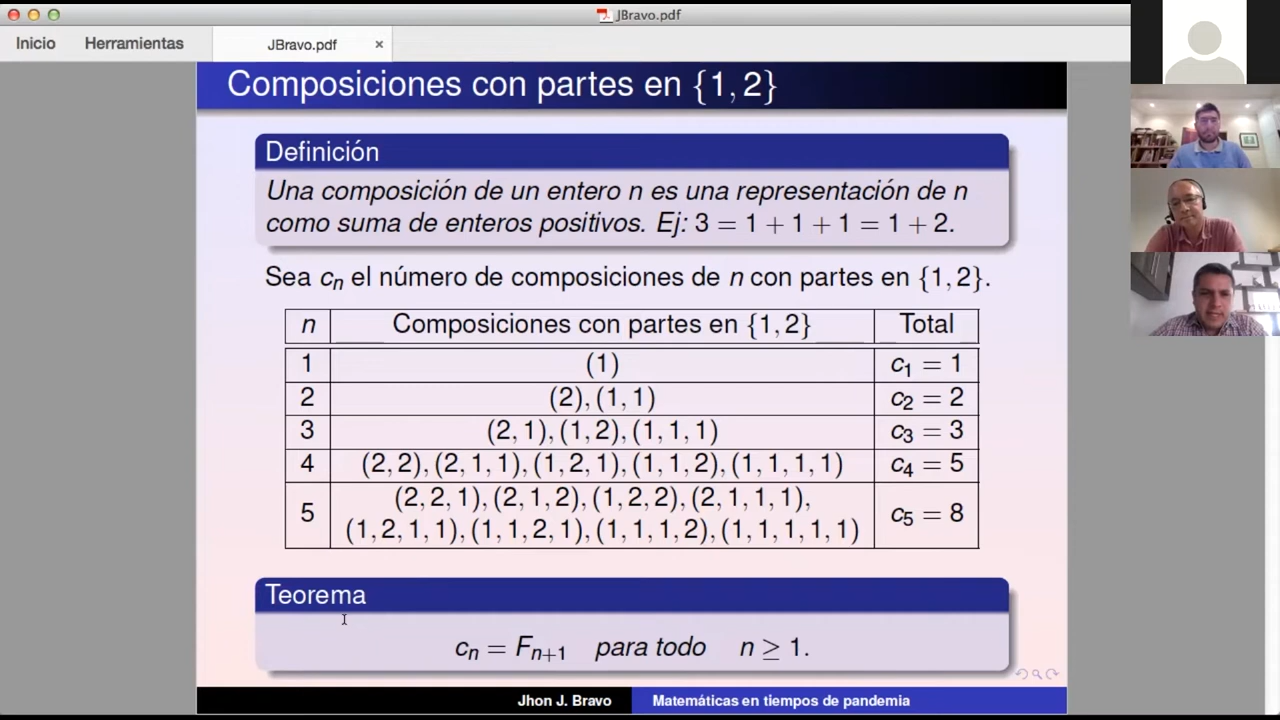 JBravo.pdf
Inicio Herramientas JBravo.pdf ×
Composiciones con partes en {1, 2}
Definición
Una composición de un entero n es una representación de n
como suma de enteros positivos. Ej: 3 = 1 + 1 + 1 = 1 + 2.
Sea cₙ el número de composiciones de n con partes en {1, 2}.
n Composiciones con partes en {1, 2} Total
1 (1) c₁ = 1
2 (2), (1, 1) c₂ = 2
3 (2, 1), (1, 2), (1, 1, 1) c₃ = 3
4 (2, 2), (2, 1, 1), (1, 2, 1), (1, 1, 2), (1, 1, 1, 1) c₄ = 5
5 (2, 2, 1), (2, 1, 2), (1, 2, 2), (2, 1, 1, 1),
(1, 2, 1, 1), (1, 1, 2, 1), (1, 1, 1, 2), (1, 1, 1, 1, 1) c₅ = 8
Teorema
cₙ = Fₙ₊₁ para todo n ≥ 1.
Jhon J. Bravo Matemáticas en tiempos de pandemia